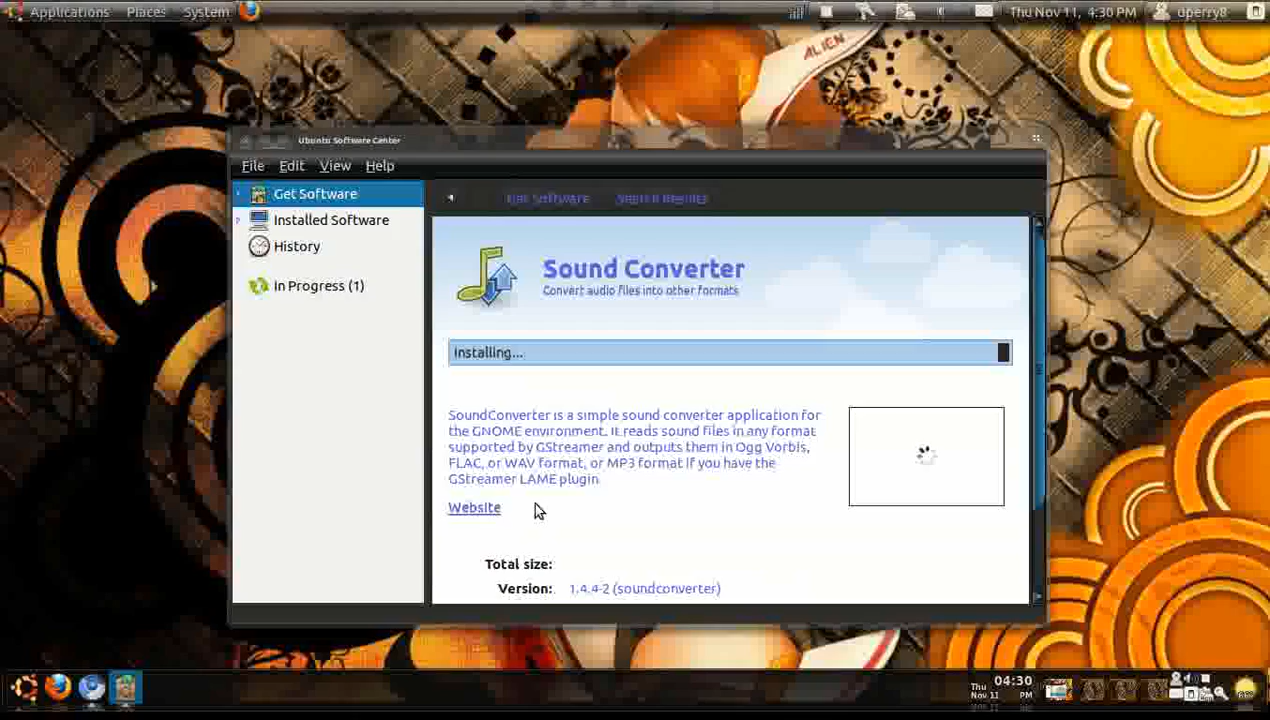 Applications Places System Thu Nov 11, 4:30 PM operry8
ALIEN
Ubuntu Software Center
File Edit View Help
Get Software
Installed Software
History
In Progress (1)
Get Software Search Results
Sound Converter
Convert audio files into other formats
Installing...
SoundConverter is a simple sound converter application for
the GNOME environment. It reads sound files in any format
supported by GStreamer and outputs them in Ogg Vorbis,
FLAC, or WAV format, or MP3 format if you have the
GStreamer LAME plugin
Website
Total size:
Version: 1.4.4-2 (soundconverter)
Thu
Nov 11
04:30
PM